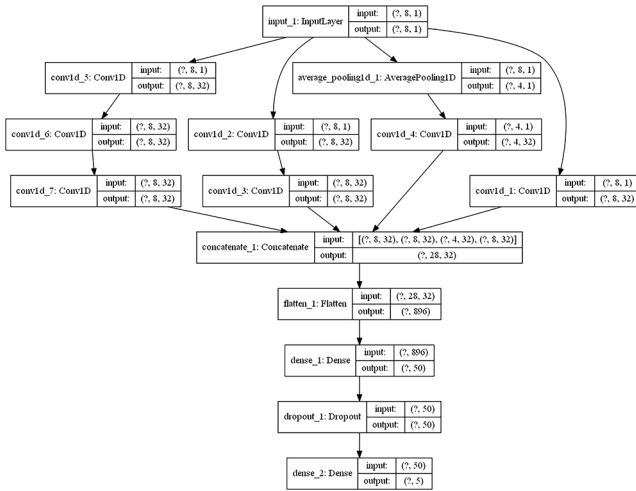 input_1: InputLayer
input: (?, 8, 1)
output: (?, 8, 1)
conv1d_5: Conv1D
input: (?, 8, 1)
output: (?, 8, 32)
average_pooling1d_1: AveragePooling1D
input: (?, 8, 1)
output: (?, 4, 1)
conv1d_6: Conv1D
input: (?, 8, 32)
output: (?, 8, 32)
conv1d_2: Conv1D
input: (?, 8, 1)
output: (?, 8, 32)
conv1d_4: Conv1D
input: (?, 4, 1)
output: (?, 4, 32)
conv1d_7: Conv1D
input: (?, 8, 32)
output: (?, 8, 32)
conv1d_3: Conv1D
input: (?, 8, 32)
output: (?, 8, 32)
conv1d_1: Conv1D
input: (?, 8, 1)
output: (?, 8, 32)
concatenate_1: Concatenate
input: [(?, 8, 32), (?, 8, 32), (?, 4, 32), (?, 8, 32)]
output: (?, 28, 32)
flatten_1: Flatten
input: (?, 28, 32)
output: (?, 896)
dense_1: Dense
input: (?, 896)
output: (?, 50)
dropout_1: Dropout
input: (?, 50)
output: (?, 50)
dense_2: Dense
input: (?, 50)
output: (?, 5)